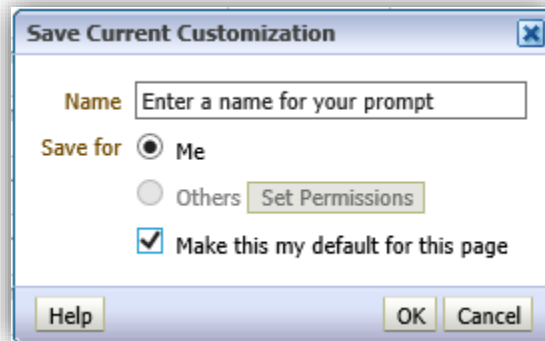 Save Current Customization
Name Enter a name for your prompt
Save for Me
Others Set Permissions
Make this my default for this page
Help OK Cancel